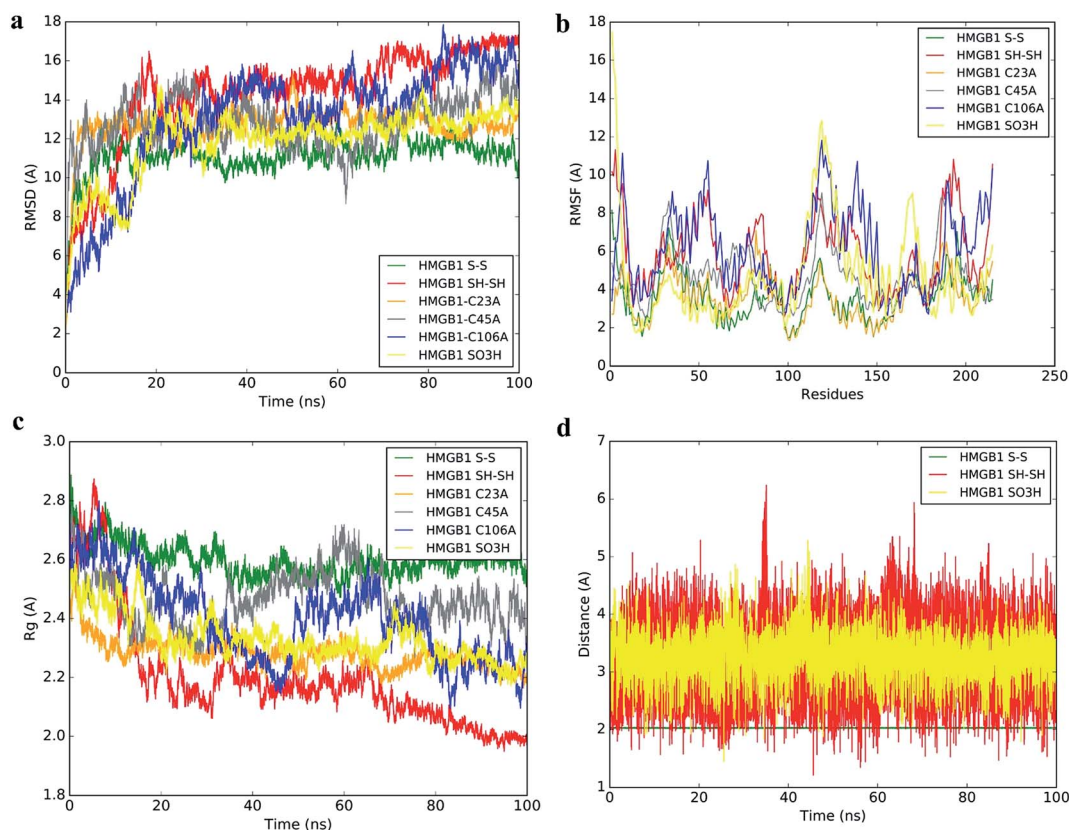 a
18
16
14
12
10
8
6
4
2
0
RMSD (A)
0 20 40 60 80 100
Time (ns)
HMGB1 S-S
HMGB1 SH-SH
HMGB1-C23A
HMGB1-C45A
HMGB1-C106A
HMGB1 SO3H
b
18
16
14
12
10
8
6
4
2
0
RMSF (A)
0 50 100 150 200 250
Residues
HMGB1 S-S
HMGB1 SH-SH
HMGB1 C23A
HMGB1 C45A
HMGB1 C106A
HMGB1 SO3H
c
3.0
2.8
2.6
2.4
2.2
2.0
1.8
Rg (A)
0 20 40 60 80 100
Time (ns)
HMGB1 S-S
HMGB1 SH-SH
HMGB1 C23A
HMGB1 C45A
HMGB1 C106A
HMGB1 SO3H
d
7
6
5
4
3
2
1
Distance (A)
0 20 40 60 80 100
Time (ns)
HMGB1 S-S
HMGB1 SH-SH
HMGB1 SO3H